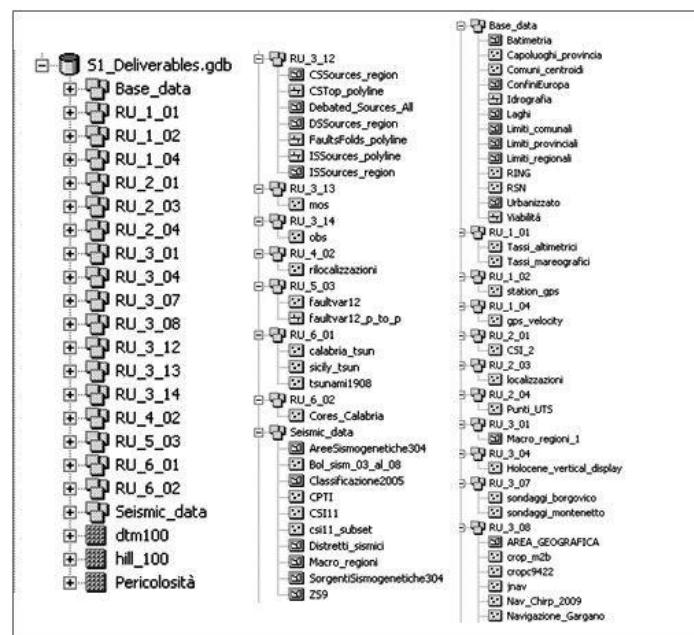 S1_Deliverables.gdb
Base_data
RU_1_01
RU_1_02
RU_1_04
RU_2_01
RU_2_03
RU_2_04
RU_3_01
RU_3_04
RU_3_07
RU_3_08
RU_3_12
RU_3_13
RU_3_14
RU_4_02
RU_5_03
RU_6_01
RU_6_02
Seismic_data
dtm100
hill_100
Pericolosità
RU_3_12
CSSources_region
CSTop_polyline
Debated_Sources_All
DSSources_region
FaultsFolds_polyline
ISSources_polyline
ISSources_region
RU_3_13
mos
RU_3_14
obs
RU_4_02
rilocalizzazioni
RU_5_03
faultvar12
faultvar12_p_to_p
RU_6_01
calabria_tsun
sicily_tsun
tsunami1908
RU_6_02
Cores_Calabria
Seismic_data
AreeSismogenetiche304
Bol_sism_03_al_08
Classificazione2005
CPTI
CSI11
csi11_subset
Distretti_sismici
Macro_regioni
SorgentiSismogenetiche304
ZS9
Base_data
Batimetria
Capoluoghi_provincia
Comuni_centroidi
ConfiniEuropa
Idrografia
Laghi
Limiti_comunali
Limiti_provinciali
Limiti_regionali
RING
RSN
Urbanizzato
Viabilitá
RU_1_01
Tassi_altimetrici
Tassi_mareografici
RU_1_02
station_gps
RU_1_04
gps_velocity
RU_2_01
CSI_2
RU_2_03
localizzazioni
RU_2_04
Punti_UTS
RU_3_01
Macro_regioni_1
RU_3_04
Holocene_vertical_display
RU_3_07
sondaggi_borgovico
sondaggi_montenetto
RU_3_08
AREA_GEOGRAFICA
crop_m2b
cropc9422
jnav
Nav_Chirp_2009
Navigazione_Gargano